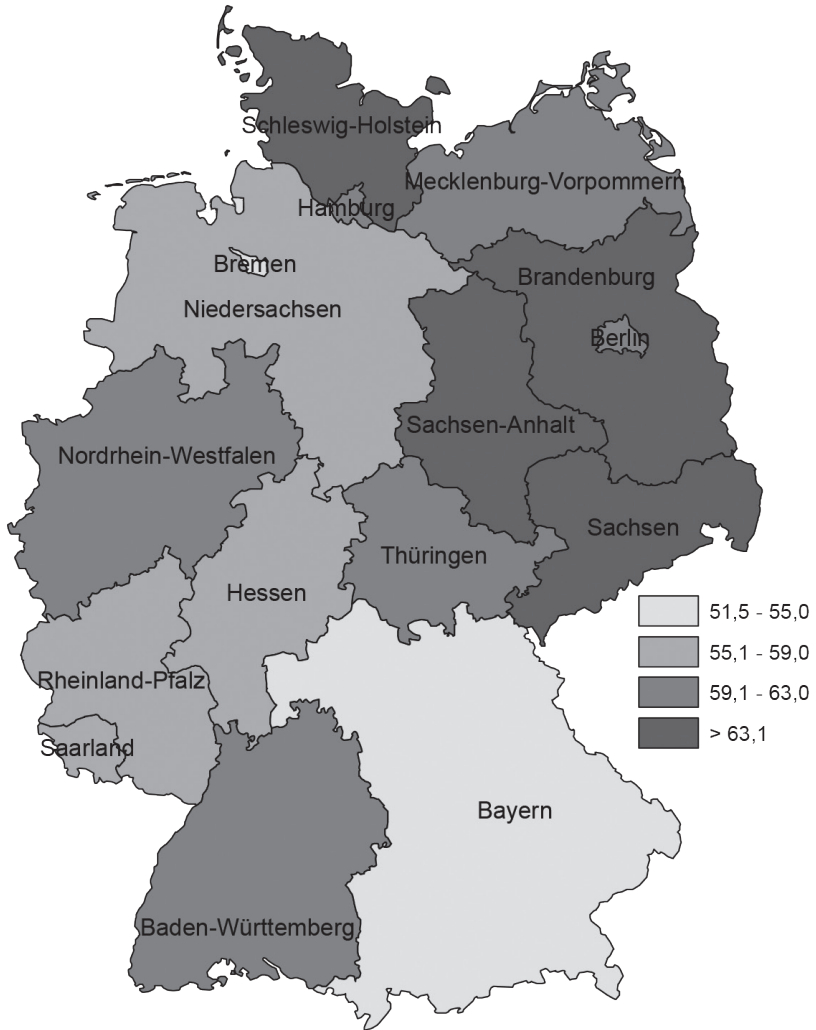 Schleswig-Holstein
Mecklenburg-Vorpommern
Hamburg
Bremen
Brandenburg
Niedersachsen
Berlin
Sachsen-Anhalt
Nordrhein-Westfalen
Sachsen
Thüringen
Hessen
51,5 - 55,0
55,1 - 59,0
Rheinland-Pfalz
59,1 - 63,0
> 63,1
Saarland
Bayern
Baden-Württemberg